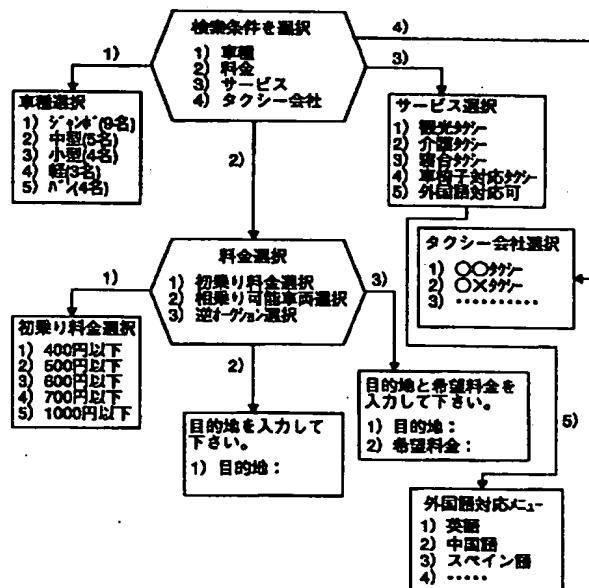 検索条件を選択
1) 車種
2) 料金
3) サービス
4) タクシー会社
1)
2)
3)
4)
車種選択
1) ジャンボ(9名)
2) 中型(5名)
3) 小型(4名)
4) 軽(3名)
5) バン(4名)
サービス選択
1) 観光タクシー
2) 介護タクシー
3) 寝台タクシー
4) 車椅子対応タクシー
5) 外国語対応可
タクシー会社選択
1) ○○タクシー
2) ○×タクシー
3) ‥‥‥‥‥
料金選択
1) 初乗り料金選択
2) 相乗り可能車両選択
3) 逆オークション選択
1)
2)
3)
初乗り料金選択
1) 400円以下
2) 500円以下
3) 600円以下
4) 700円以下
5) 1000円以下
目的地を入力して
下さい。
1) 目的地：
目的地と希望料金を
入力して下さい。
1) 目的地：
2) 希望料金：
5)
外国語対応メニュー
1) 英語
2) 中国語
3) スペイン語
4) ‥‥‥